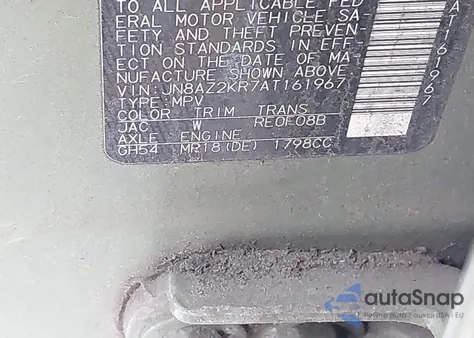 TO ALL APPLICABLE FED
ERAL MOTOR VEHICLE SA-
FETY AND THEFT PREVEN-
TION STANDARDS IN EFF-
ECT ON THE DATE OF MA-
NUFACTURE SHOWN ABOVE.
VIN: JN8AZ2KR7AT161967
TYPE: MPV
COLOR TRIM TRANS
JAC W RE0F08B
AXLE ENGINE
GH54 MR18(DE) 1798CC
AT161967
autoSnap